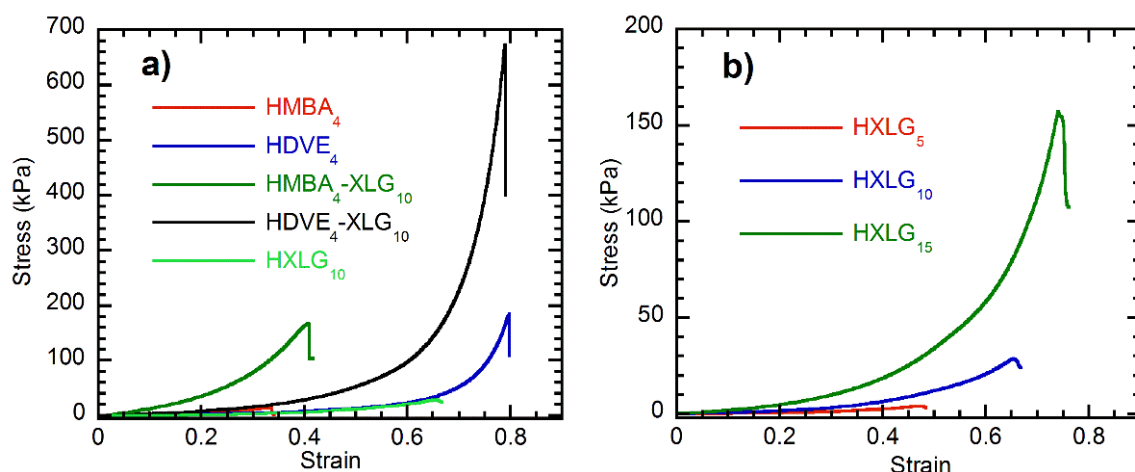 a)
700
600
500
400
300
200
100
0
Stress (kPa)
HMBA₄
HDVE₄
HMBA₄-XLG₁₀
HDVE₄-XLG₁₀
HXLG₁₀
0 0.2 0.4 0.6 0.8
Strain
b)
200
150
100
50
0
Stress (kPa)
HXLG₅
HXLG₁₀
HXLG₁₅
0 0.2 0.4 0.6 0.8
Strain